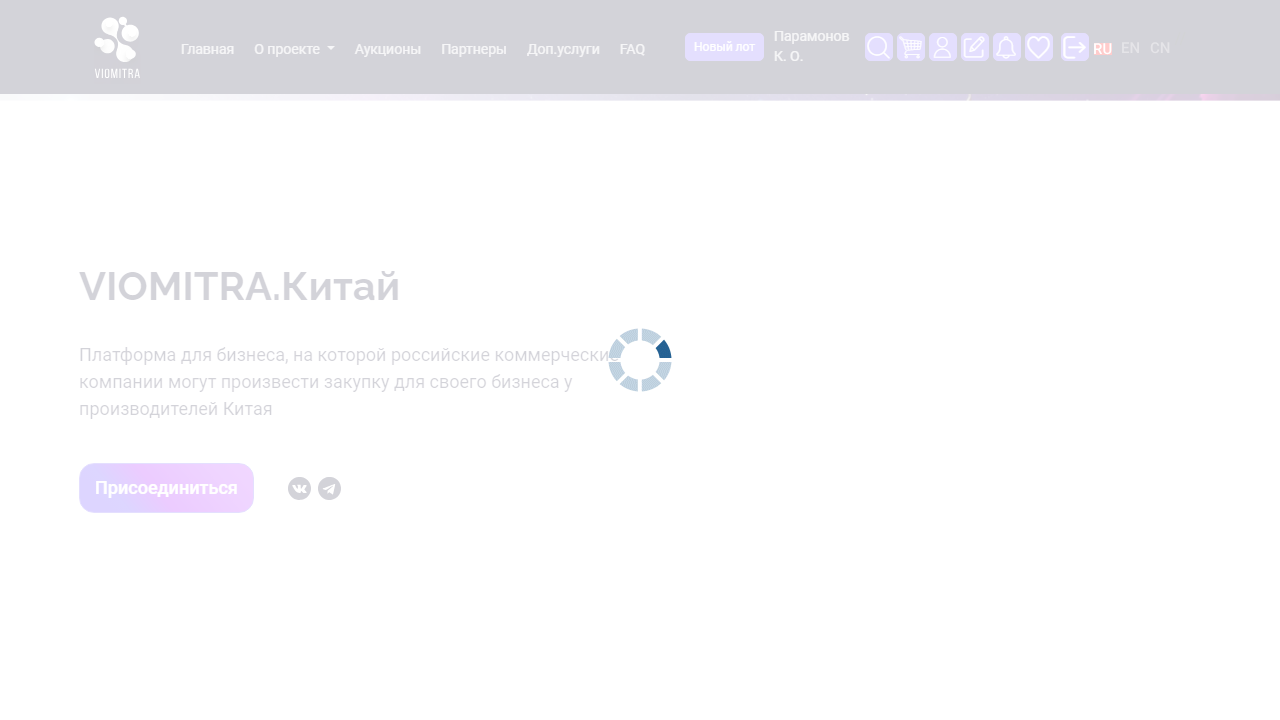 VIOMITRA
Главная О проекте Аукционы Партнеры Доп.услуги FAQ
Новый лот
Парамонов
К. О.
RU EN CN
VIOMITRA.Китай
Платформа для бизнеса, на которой российские коммерческие
компании могут произвести закупку для своего бизнеса у
производителей Китая
Присоединиться